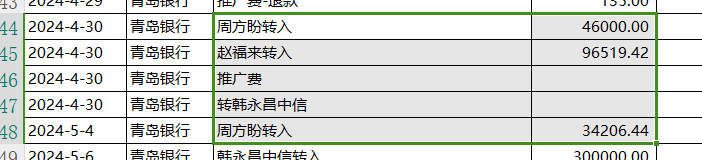 43 2024-4-29 青岛银行 推广费-退款 135.00
44 2024-4-30 青岛银行 周方盼转入 46000.00
45 2024-4-30 青岛银行 赵福来转入 96519.42
46 2024-4-30 青岛银行 推广费
47 2024-4-30 青岛银行 转韩永昌中信
48 2024-5-4 青岛银行 周方盼转入 34206.44
49 2024-5-6 青岛银行 韩永昌中信转入 300000.00